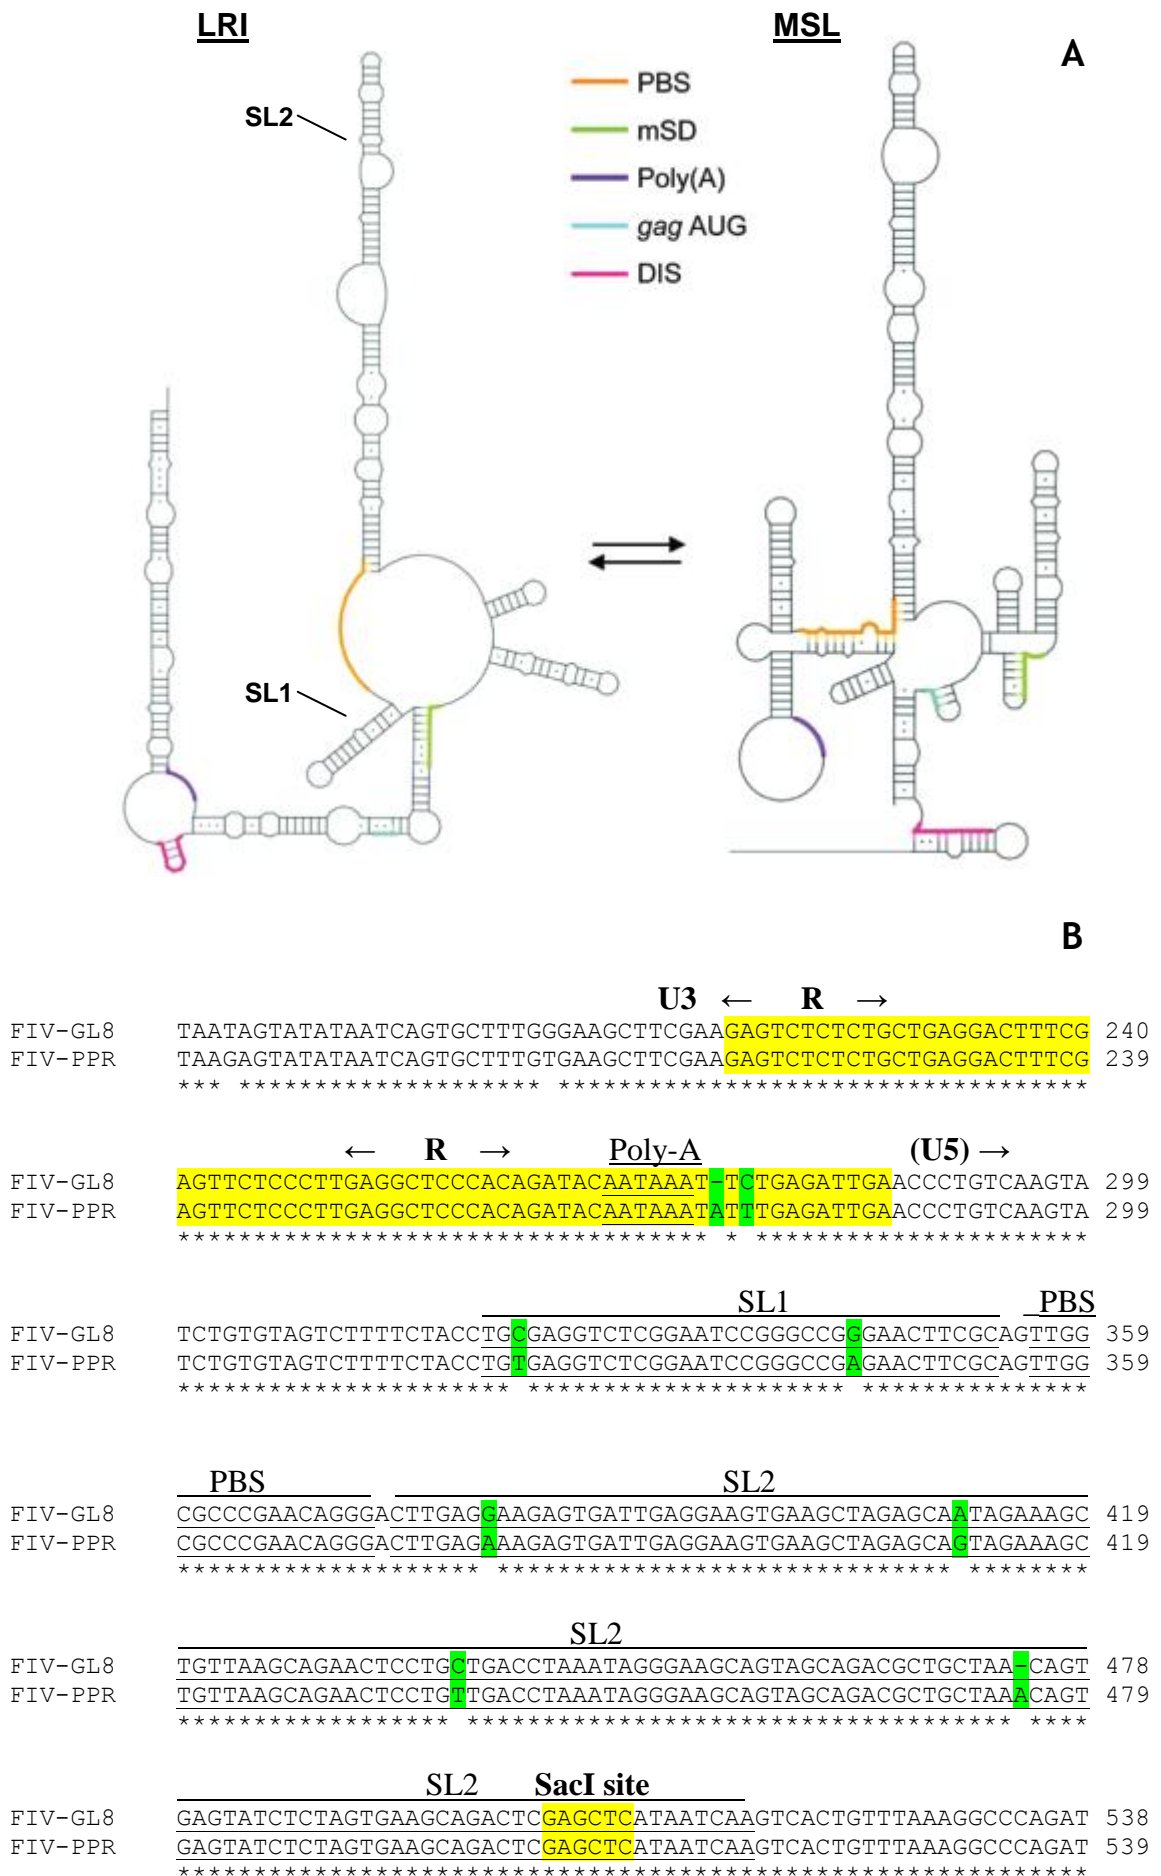 LRI
MSL
A
SL2
PBS
mSD
Poly(A)
gag AUG
DIS
SL1
B
U3 ← R →
FIV-GL8 TAATAGTATATAATCAGTGCTTTGGGAAGCTTCGAAGAGTCTCTCTGCTGAGGACTTTCG 240
FIV-PPR TAAGAGTATATAATCAGTGCTTTGTGAAGCTTCGAAGAGTCTCTCTGCTGAGGACTTTCG 239
*** ******************** ***********************************
← R → Poly-A (U5) →
FIV-GL8 AGTTCTCCCTTGAGGCTCCCACAGATACAATAAAT-TCTGAGATTGAACCCTGTCAAGTA 299
FIV-PPR AGTTCTCCCTTGAGGCTCCCACAGATACAATAAATATTTGAGATTGAACCCTGTCAAGTA 299
*********************************** * **********************
SL1 PBS
FIV-GL8 TCTGTGTAGTCTTTTCTACCTGCGAGGTCTCGGAATCCGGGCCGGGAACTTCGCAGTTGG 359
FIV-PPR TCTGTGTAGTCTTTTCTACCTGTGAGGTCTCGGAATCCGGGCCGAGAACTTCGCAGTTGG 359
********************** ********************* ***************
PBS SL2
FIV-GL8 CGCCCGAACAGGGACTTGAGGAAGAGTGATTGAGGAAGTGAAGCTAGAGCAATAGAAAGC 419
FIV-PPR CGCCCGAACAGGGACTTGAGAAAGAGTGATTGAGGAAGTGAAGCTAGAGCAGTAGAAAGC 419
******************** ****************************** ********
SL2
FIV-GL8 TGTTAAGCAGAACTCCTGCTGACCTAAATAGGGAAGCAGTAGCAGACGCTGCTAA-CAGT 478
FIV-PPR TGTTAAGCAGAACTCCTGTTGACCTAAATAGGGAAGCAGTAGCAGACGCTGCTAAACAGT 479
****************** ************************************ ****
SL2 SacI site
FIV-GL8 GAGTATCTCTAGTGAAGCAGACTCGAGCTCATAATCAAGTCACTGTTTAAAGGCCCAGAT 538
FIV-PPR GAGTATCTCTAGTGAAGCAGACTCGAGCTCATAATCAAGTCACTGTTTAAAGGCCCAGAT 539
************************************************************